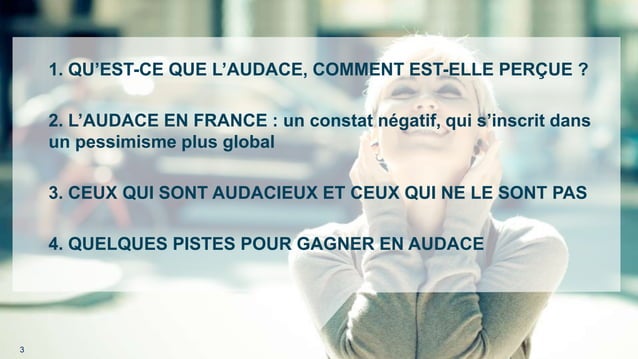 1. QU’EST-CE QUE L’AUDACE, COMMENT EST-ELLE PERÇUE ?
2. L’AUDACE EN FRANCE : un constat négatif, qui s’inscrit dans
un pessimisme plus global
3. CEUX QUI SONT AUDACIEUX ET CEUX QUI NE LE SONT PAS
4. QUELQUES PISTES POUR GAGNER EN AUDACE
3